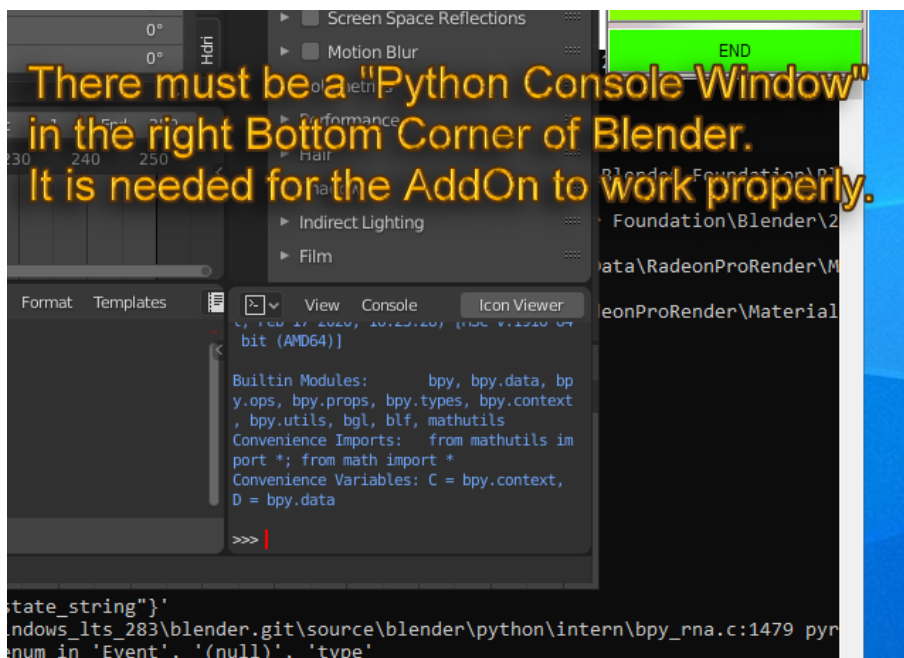 Screen Space Reflections
0°
Motion Blur
Hdri
0°
END
There must be a "Python Console Window"
in the right Bottom Corner of Blender.
It is needed for the AddOn to work properly.
Performance
230 240 250
Hair
Indirect Lighting
Foundation\Blender\2
Film
ata\RadeonProRender\M
Format Templates
View Console Icon Viewer
eonProRender\Material
bit (AMD64)]
Builtin Modules: bpy, bpy.data, bp
y.ops, bpy.props, bpy.types, bpy.context
, bpy.utils, bgl, blf, mathutils
Convenience Imports: from mathutils im
port *; from math import *
Convenience Variables: C = bpy.context,
D = bpy.data
>>>
state_string"}'
indows_lts_283\blender.git\source\blender\python\intern\bpy_rna.c:1479 pyr
enum in 'Event', '(null)', 'type'